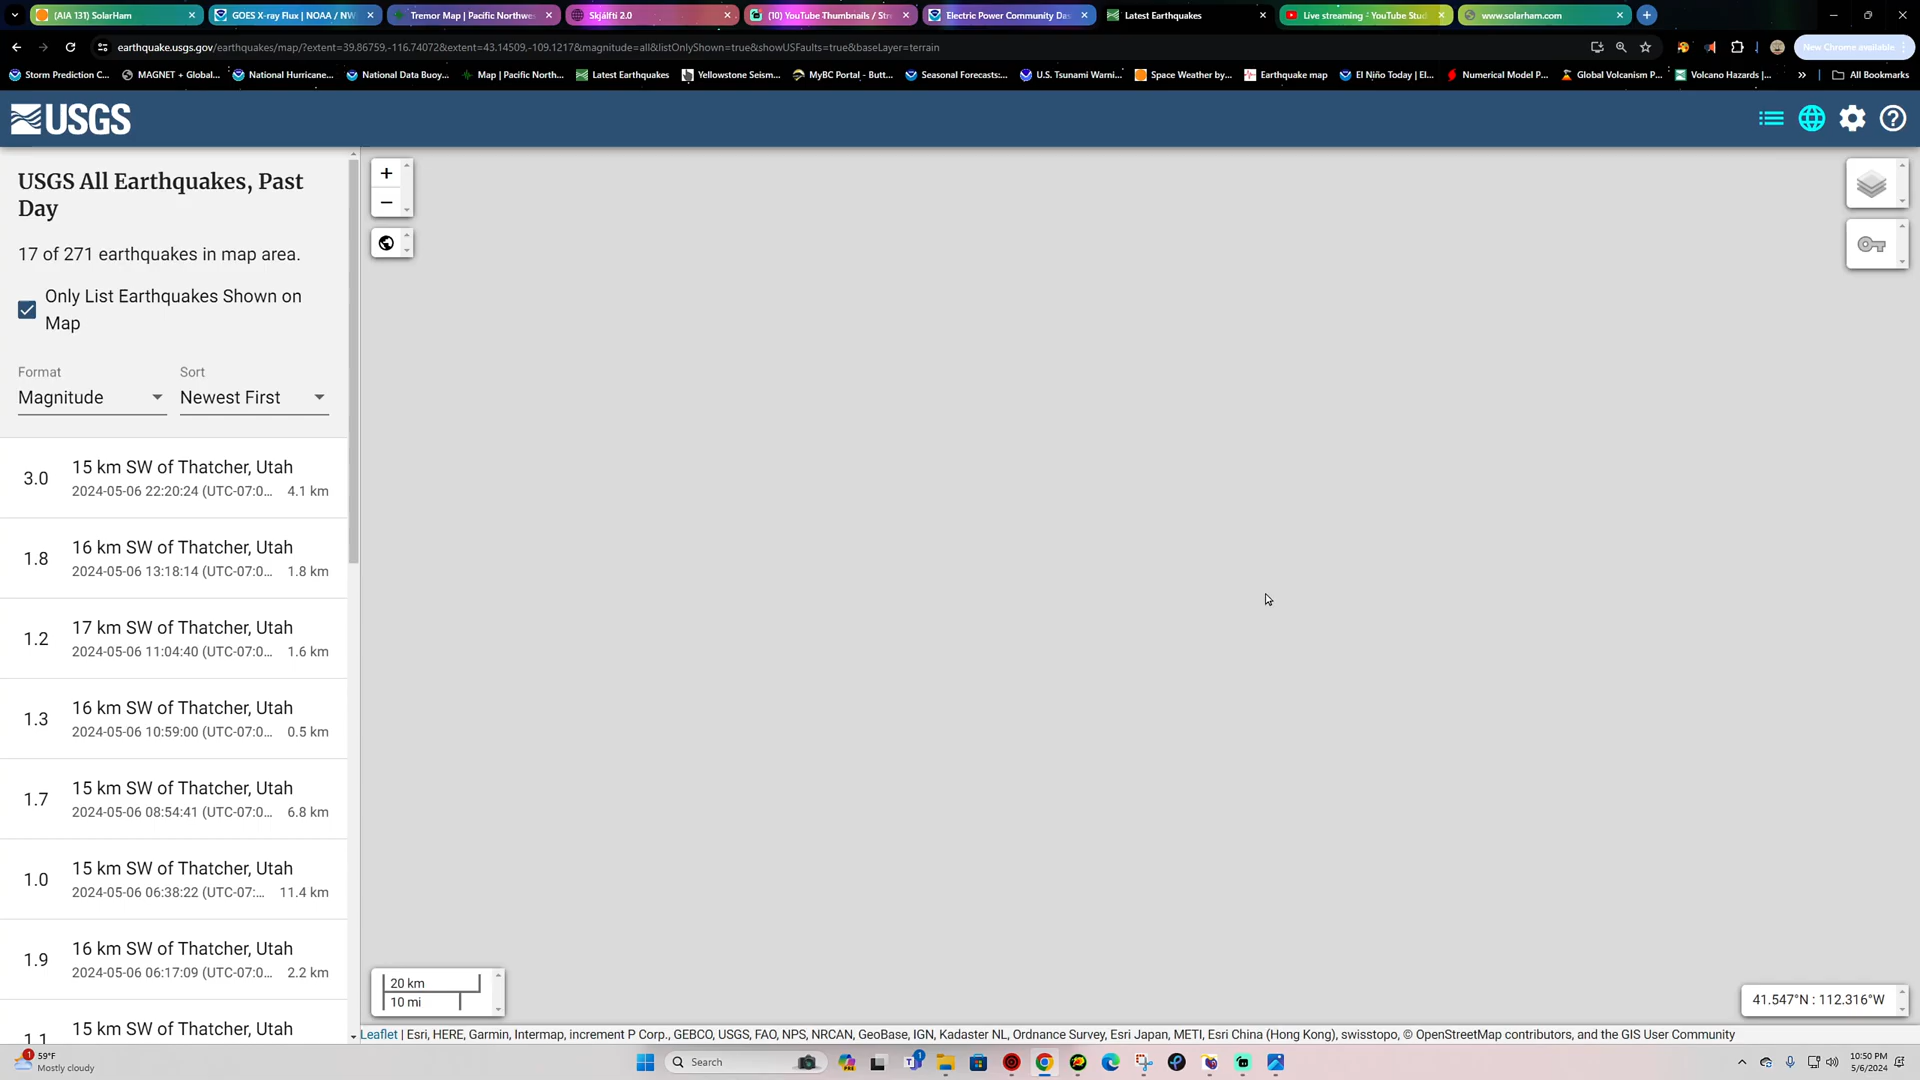 (AIA 131) SolarHam
GOES X-ray Flux | NOAA / NW
Tremor Map | Pacific Northwes
Skjálfti 2.0
(10) YouTube Thumbnails / Str
Electric Power Community Das
Latest Earthquakes
Live streaming - YouTube Stud
www.solarham.com
earthquake.usgs.gov/earthquakes/map/?extent=39.86759,-116.74072&extent=43.14509,-109.1217&magnitude=all&listOnlyShown=true&showUSFaults=true&baseLayer=terrain
New Chrome available
Storm Prediction C...
MAGNET + Global...
National Hurricane...
National Data Buoy...
Map | Pacific North...
Latest Earthquakes
Yellowstone Seism...
MyBC Portal - Butt...
Seasonal Forecasts:...
U.S. Tsunami Warni...
Space Weather by...
Earthquake map
El Niño Today | El...
Numerical Model P...
Global Volcanism P...
Volcano Hazards |...
All Bookmarks
USGS
USGS All Earthquakes, Past
Day
17 of 271 earthquakes in map area.
Only List Earthquakes Shown on
Map
Format
Sort
Magnitude
Newest First
3.0
15 km SW of Thatcher, Utah
2024-05-06 22:20:24 (UTC-07:0... 4.1 km
1.8
16 km SW of Thatcher, Utah
2024-05-06 13:18:14 (UTC-07:0... 1.8 km
1.2
17 km SW of Thatcher, Utah
2024-05-06 11:04:40 (UTC-07:0... 1.6 km
1.3
16 km SW of Thatcher, Utah
2024-05-06 10:59:00 (UTC-07:0... 0.5 km
1.7
15 km SW of Thatcher, Utah
2024-05-06 08:54:41 (UTC-07:0... 6.8 km
1.0
15 km SW of Thatcher, Utah
2024-05-06 06:38:22 (UTC-07:... 11.4 km
1.9
16 km SW of Thatcher, Utah
2024-05-06 06:17:09 (UTC-07:0... 2.2 km
1.1
15 km SW of Thatcher, Utah
20 km
10 mi
41.547°N : 112.316°W
Leaflet | Esri, HERE, Garmin, Intermap, increment P Corp., GEBCO, USGS, FAO, NPS, NRCAN, GeoBase, IGN, Kadaster NL, Ordnance Survey, Esri Japan, METI, Esri China (Hong Kong), swisstopo, © OpenStreetMap contributors, and the GIS User Community
1
59°F
Mostly cloudy
Search
1
10:50 PM
5/6/2024